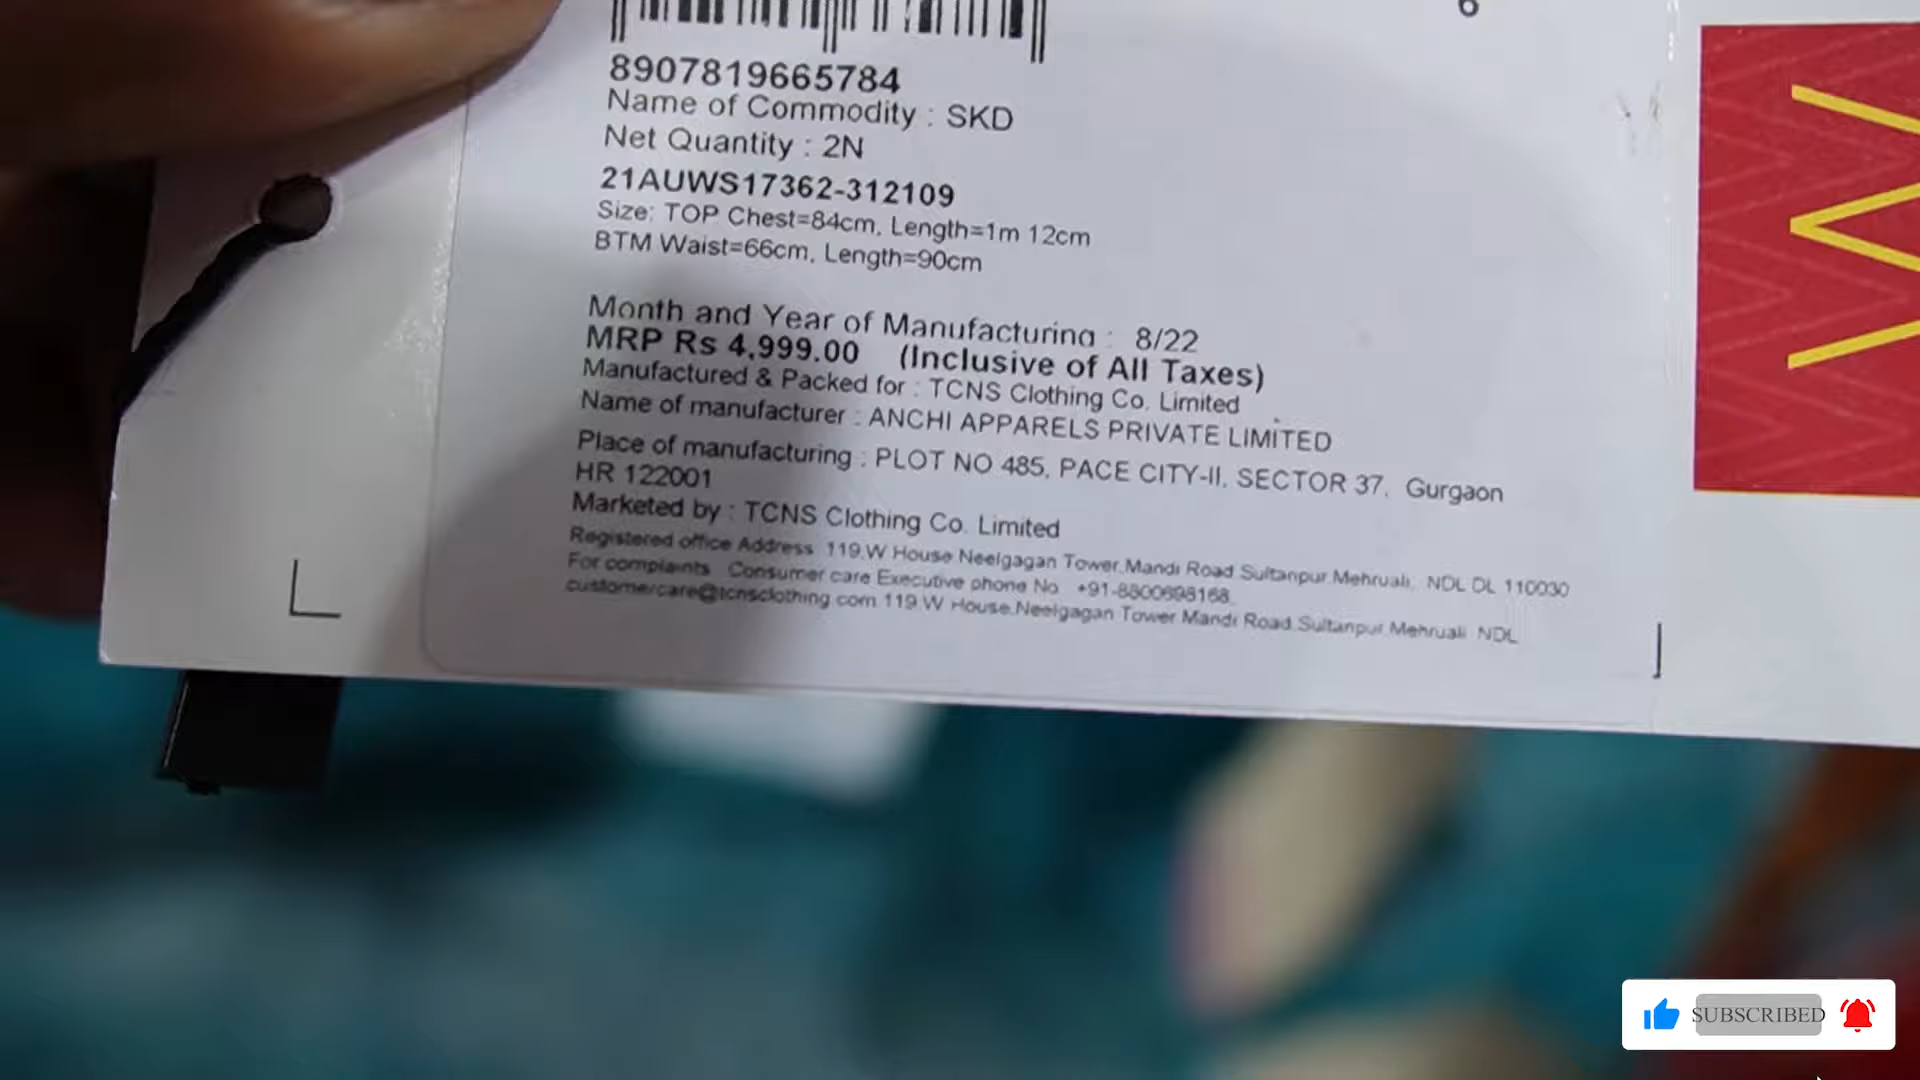 8907819665784
Name of Commodity : SKD
Net Quantity : 2N
21AUWS17362-312109
Size: TOP Chest=84cm, Length=1m 12cm
BTM Waist=66cm, Length=90cm
Month and Year of Manufacturing : 8/22
MRP Rs 4,999.00 (Inclusive of All Taxes)
Manufactured & Packed for : TCNS Clothing Co. Limited
Name of manufacturer : ANCHI APPARELS PRIVATE LIMITED
Place of manufacturing : PLOT NO 485, PACE CITY-II, SECTOR 37, Gurgaon
HR 122001
Marketed by : TCNS Clothing Co. Limited
Registered office Address 119,W House Neelgagan Tower,Mandi Road Sultanpur,Mehruali, NDL DL 110030
For complaints Consumer care Executive phone No +91-8800698168,
customercare@tcnsclothing.com 119 W House,Neelgagan Tower Mandi Road,Sultanpur,Mehruali NDL
SUBSCRIBED